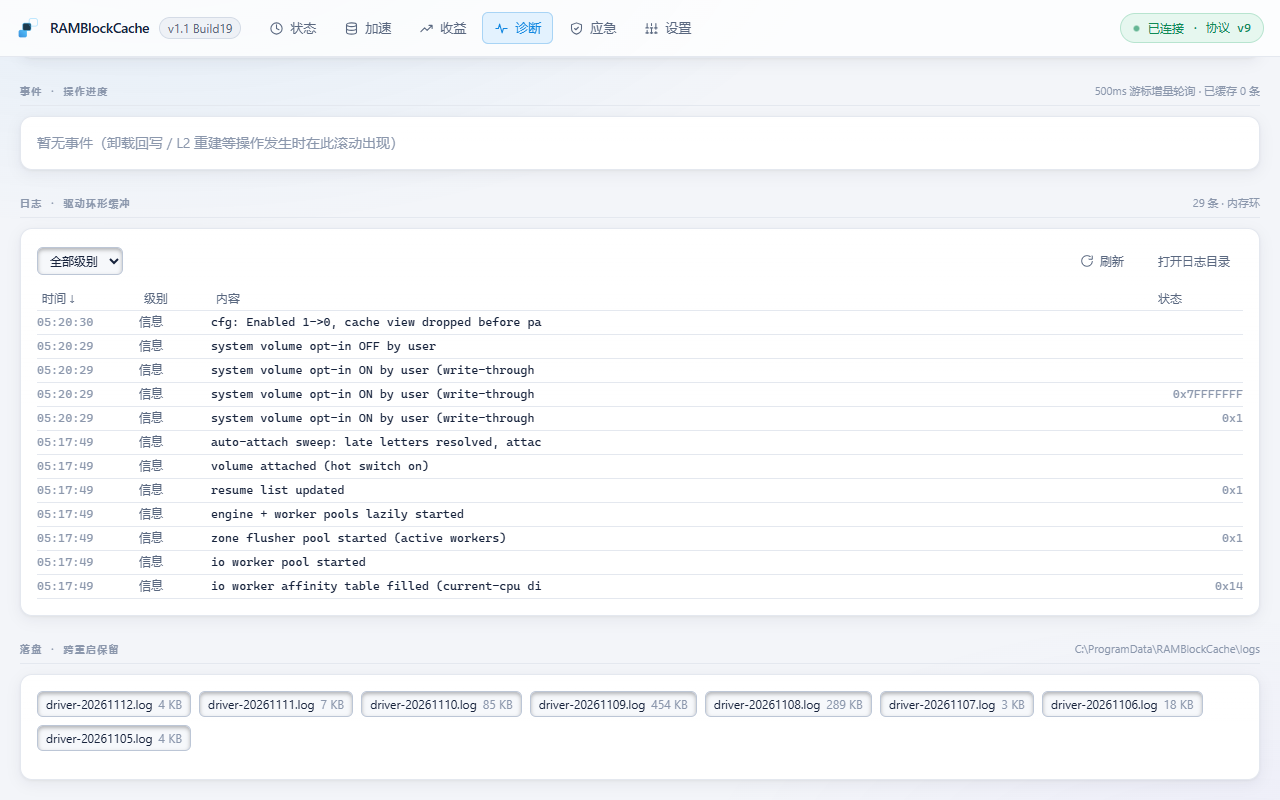 RAMBlockCache v1.1 Build19 状态 加速 收益 诊断 应急 设置 已连接 · 协议 v9
事件 · 操作进度 500ms 游标增量轮询 · 已缓存 0 条
暂无事件（卸载回写 / L2 重建等操作发生时在此滚动出现）
日志 · 驱动环形缓冲 29 条 · 内存环
全部级别 刷新 打开日志目录
时间 ↓ 级别 内容 状态
05:20:30 信息 cfg: Enabled 1->0, cache view dropped before pa
05:20:29 信息 system volume opt-in OFF by user
05:20:29 信息 system volume opt-in ON by user (write-through
05:20:29 信息 system volume opt-in ON by user (write-through 0x7FFFFFFF
05:20:29 信息 system volume opt-in ON by user (write-through 0x1
05:17:49 信息 auto-attach sweep: late letters resolved, attac
05:17:49 信息 volume attached (hot switch on)
05:17:49 信息 resume list updated 0x1
05:17:49 信息 engine + worker pools lazily started
05:17:49 信息 zone flusher pool started (active workers) 0x1
05:17:49 信息 io worker pool started
05:17:49 信息 io worker affinity table filled (current-cpu di 0x14
落盘 · 跨重启保留 C:\ProgramData\RAMBlockCache\logs
driver-20261112.log 4 KB driver-20261111.log 7 KB driver-20261110.log 85 KB driver-20261109.log 454 KB driver-20261108.log 289 KB driver-20261107.log 3 KB driver-20261106.log 18 KB
driver-20261105.log 4 KB